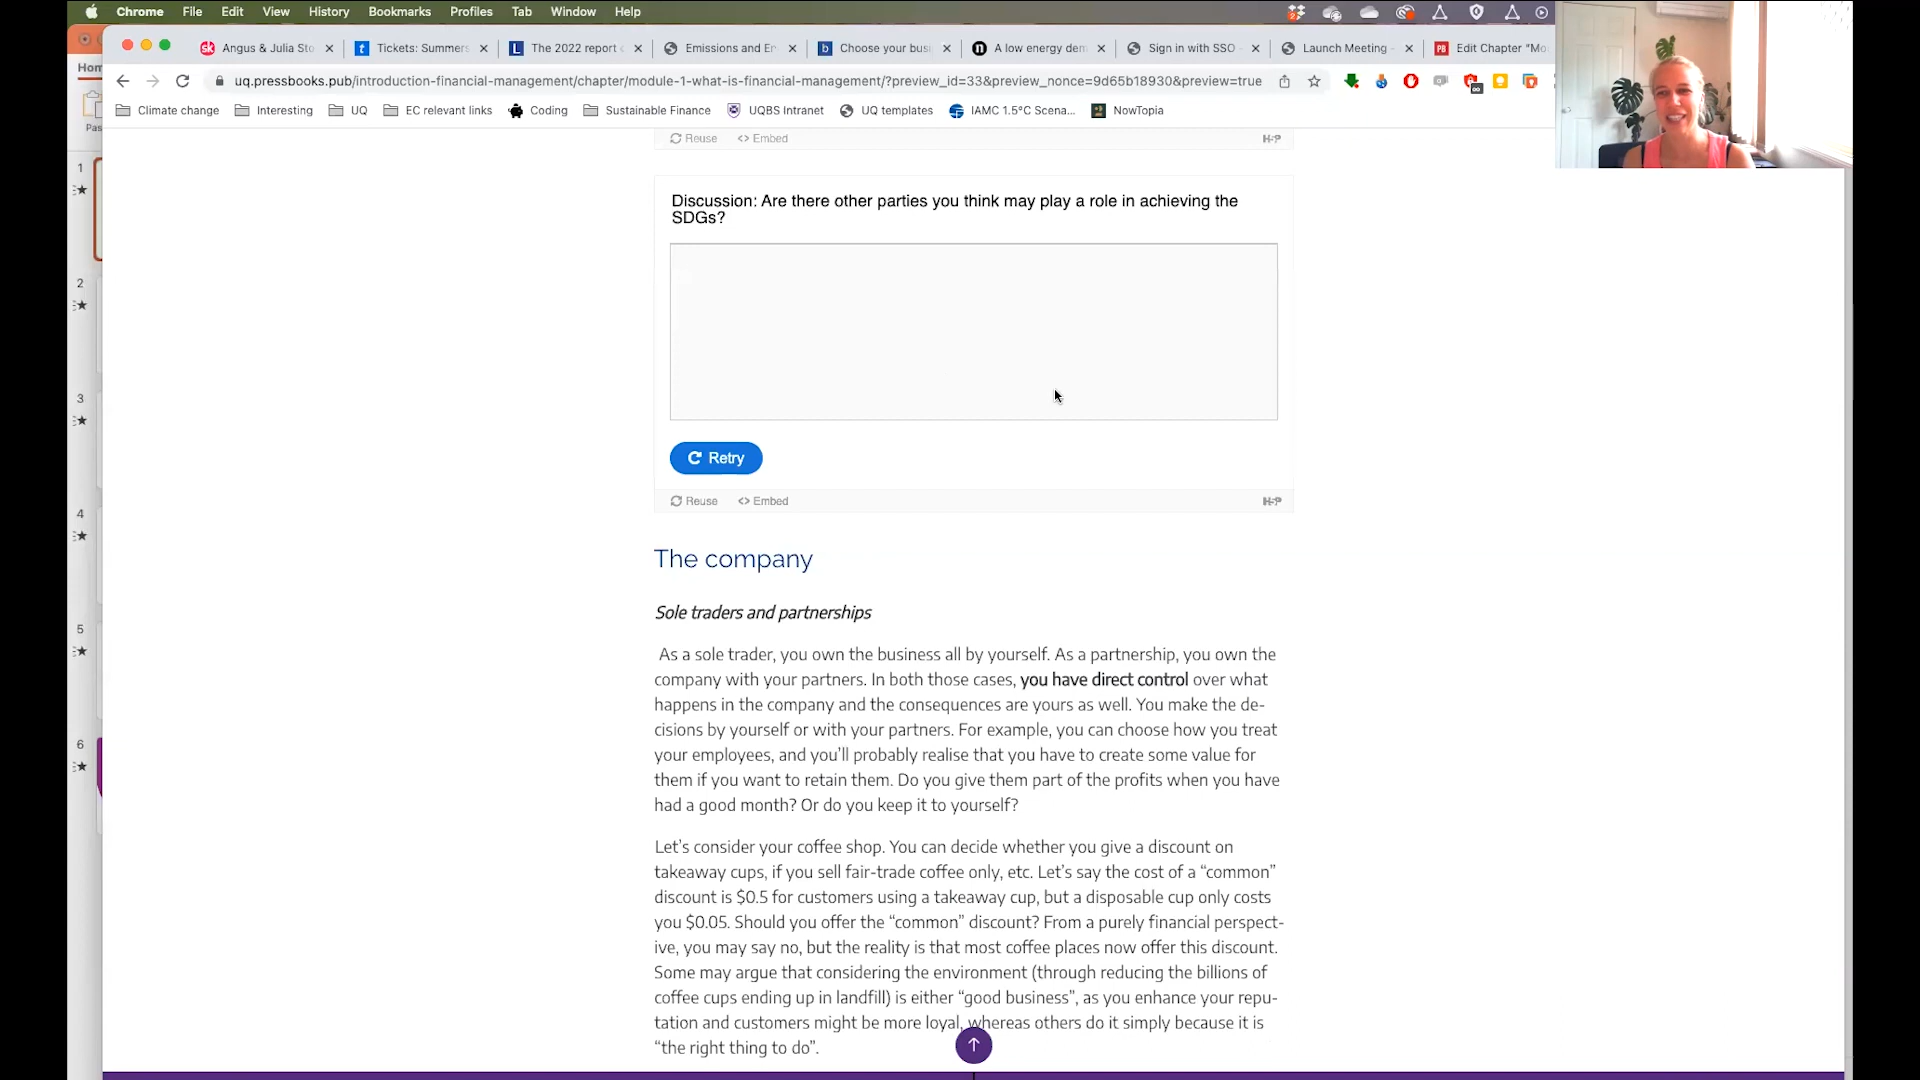 Chrome File Edit View History Bookmarks Profiles Tab Window Help
Angus & Julia Sto
Tickets: Summers
The 2022 report
Emissions and En
Choose your bus
A low energy dem
Sign in with SSO
Launch Meeting -
Edit Chapter "Mo
Hom
uq.pressbooks.pub/introduction-financial-management/chapter/module-1-what-is-financial-management/?preview_id=33&preview_nonce=9d65b18930&preview=true
Climate change Interesting UQ EC relevant links Coding Sustainable Finance UQBS Intranet UQ templates IAMC 1.5°C Scena... NowTopia
Pas
Reuse <> Embed H-P
1
2
3
4
5
6
Discussion: Are there other parties you think may play a role in achieving the
SDGs?
Retry
Reuse <> Embed H-P
The company
Sole traders and partnerships
As a sole trader, you own the business all by yourself. As a partnership, you own the
company with your partners. In both those cases, you have direct control over what
happens in the company and the consequences are yours as well. You make the de-
cisions by yourself or with your partners. For example, you can choose how you treat
your employees, and you'll probably realise that you have to create some value for
them if you want to retain them. Do you give them part of the profits when you have
had a good month? Or do you keep it to yourself?
Let's consider your coffee shop. You can decide whether you give a discount on
takeaway cups, if you sell fair-trade coffee only, etc. Let's say the cost of a “common”
discount is $0.5 for customers using a takeaway cup, but a disposable cup only costs
you $0.05. Should you offer the “common” discount? From a purely financial perspect-
ive, you may say no, but the reality is that most coffee places now offer this discount.
Some may argue that considering the environment (through reducing the billions of
coffee cups ending up in landfill) is either “good business”, as you enhance your repu-
tation and customers might be more loyal, whereas others do it simply because it is
“the right thing to do”.